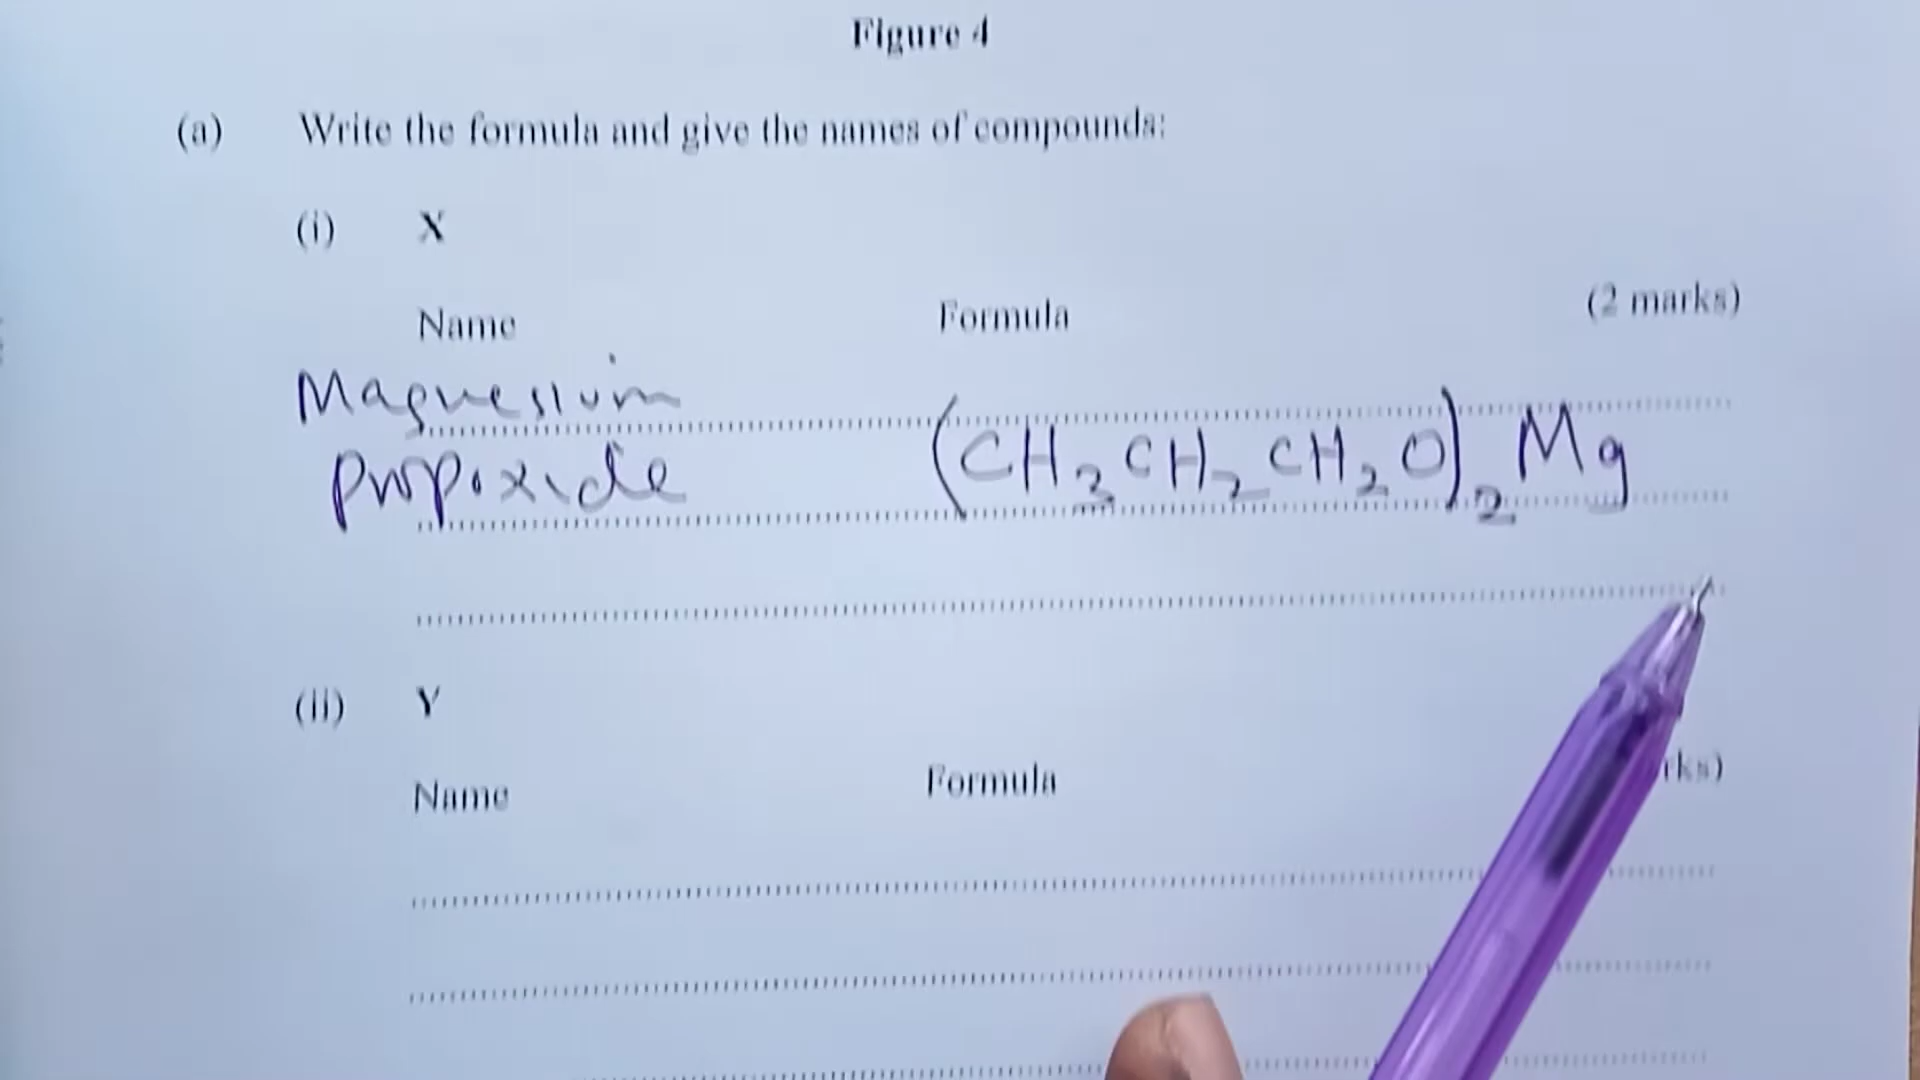 Figure 4
(a) Write the formula and give the names of compounds:
(i) X
Name Formula (2 marks)
Magnesium
propoxide (CH3CH2CH2O)2Mg
(ii) Y
Name Formula rks)